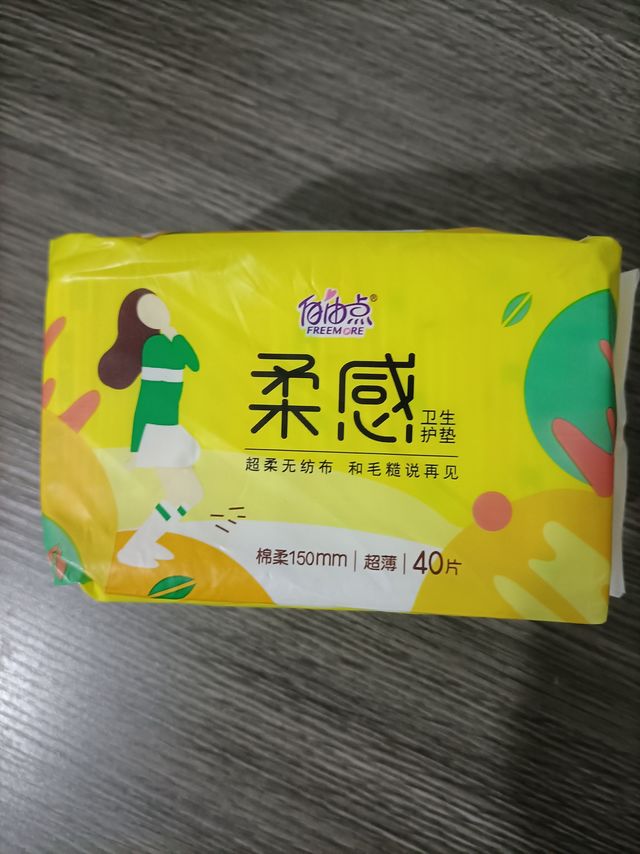 自由点®
FREEMORE
柔感
卫生
护垫
超柔无纺布 和毛糙说再见
棉柔150mm|超薄|40片